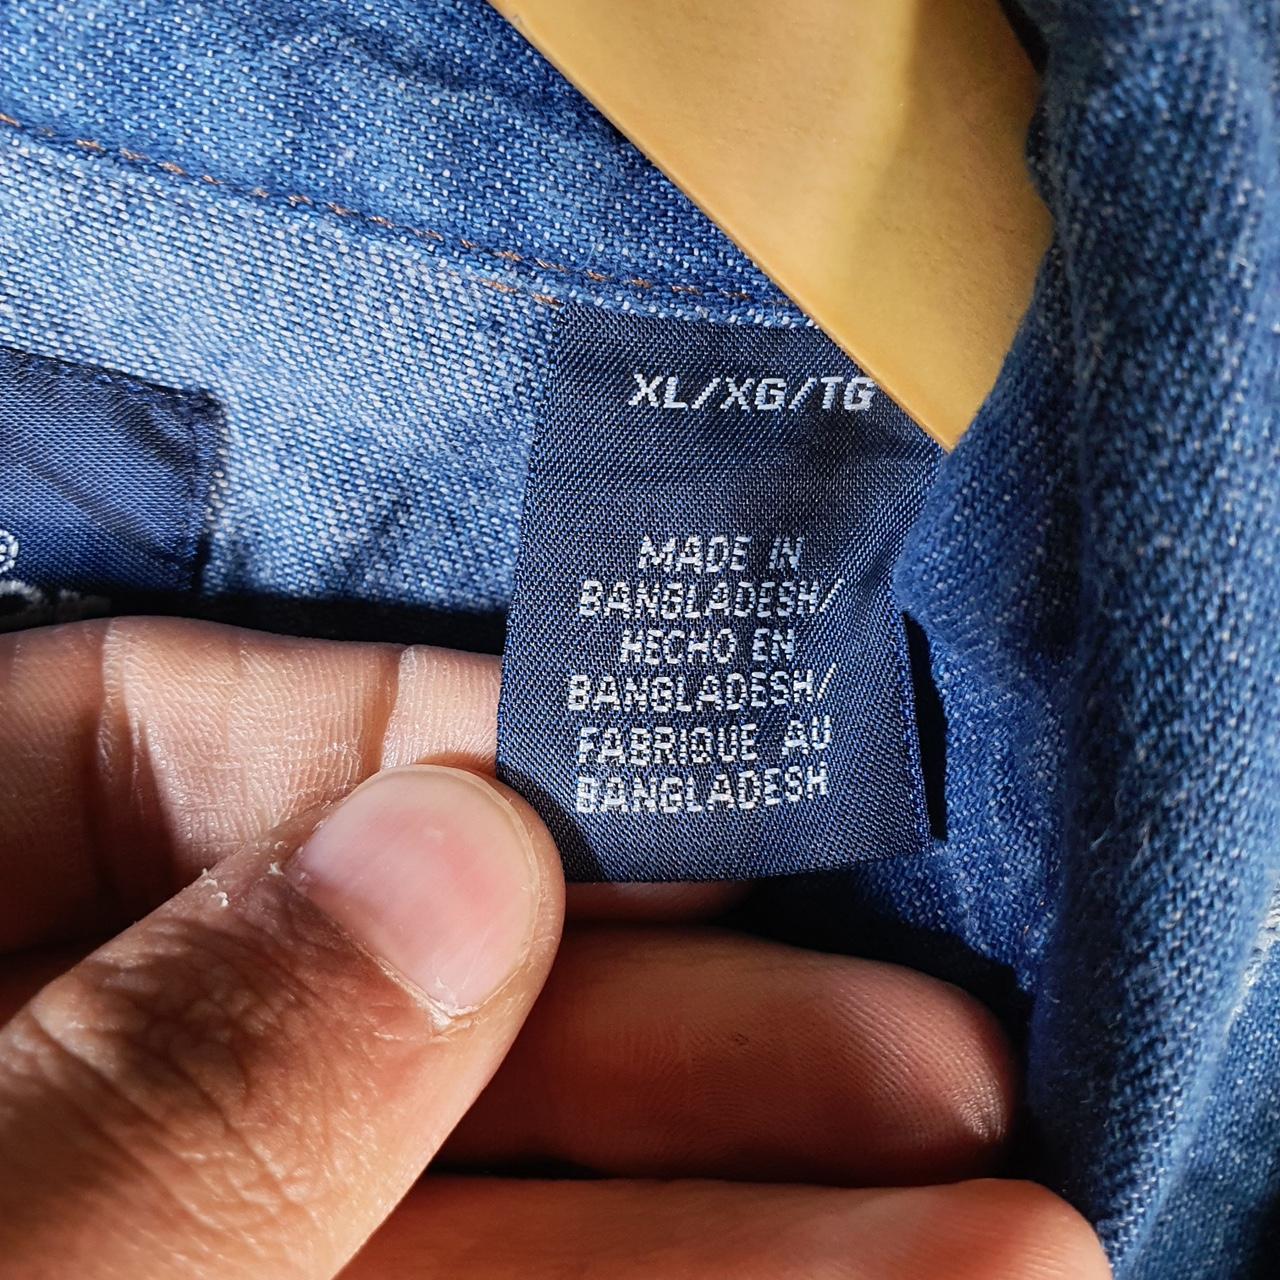 XL/XG/TG
MADE IN
BANGLADESH/
HECHO EN
BANGLADESH/
FABRIQUE AU
BANGLADESH